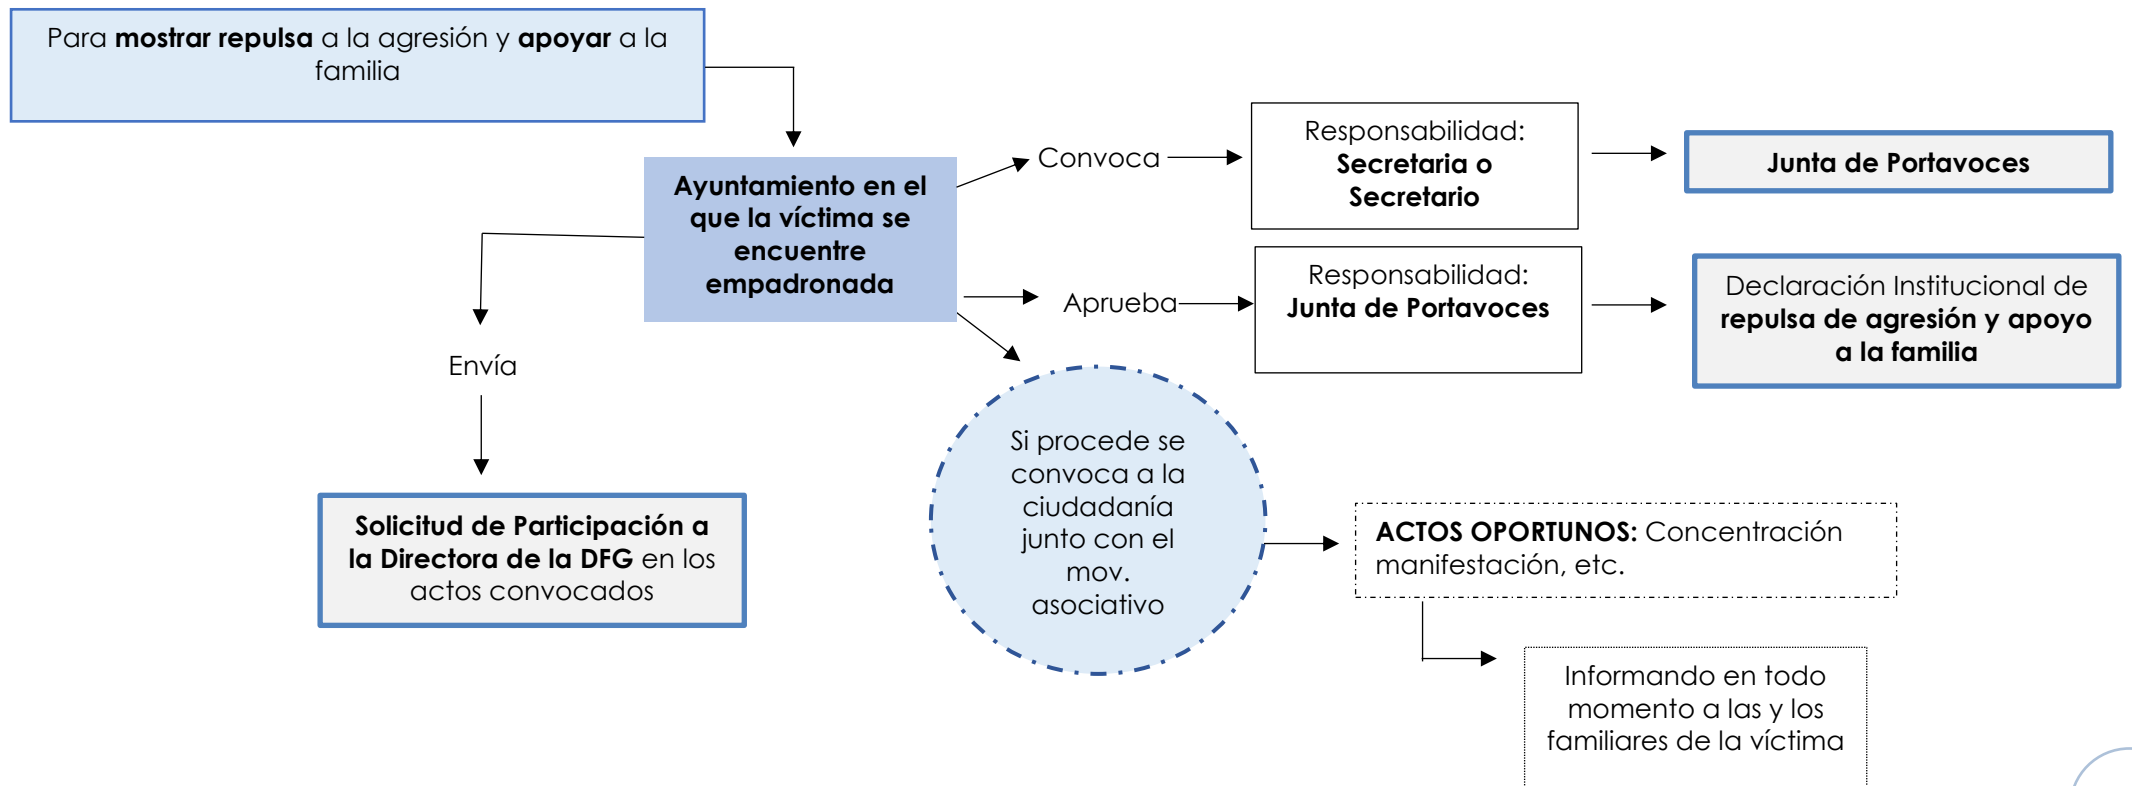 Para mostrar repulsa a la agresión y apoyar a la
familia
Ayuntamiento en el
que la víctima se
encuentre
empadronada
Convoca
Responsabilidad:
Secretaria o
Secretario
Junta de Portavoces
Aprueba
Responsabilidad:
Junta de Portavoces
Declaración Institucional de
repulsa de agresión y apoyo
a la familia
Envía
Solicitud de Participación a
la Directora de la DFG en los
actos convocados
Si procede se
convoca a la
ciudadanía
junto con el
mov.
asociativo
ACTOS OPORTUNOS: Concentración
manifestación, etc.
Informando en todo
momento a las y los
familiares de la víctima